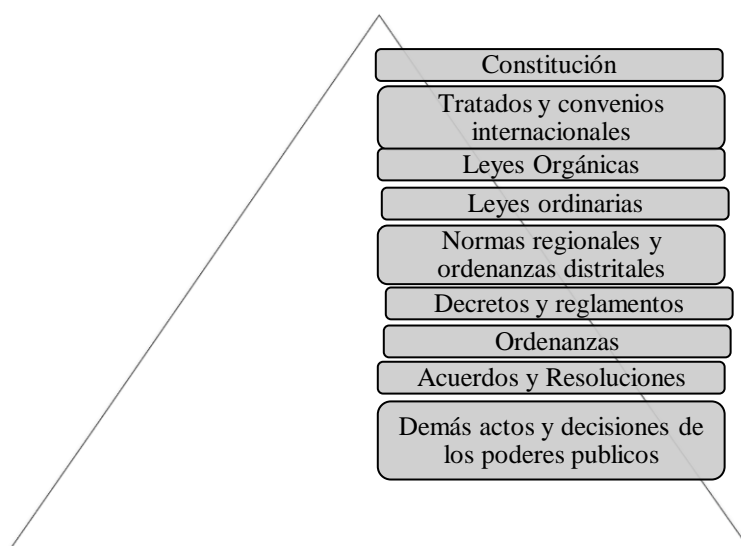 Constitución
Tratados y convenios
internacionales
Leyes Orgánicas
Leyes ordinarias
Normas regionales y
ordenanzas distritales
Decretos y reglamentos
Ordenanzas
Acuerdos y Resoluciones
Demás actos y decisiones de
los poderes publicos